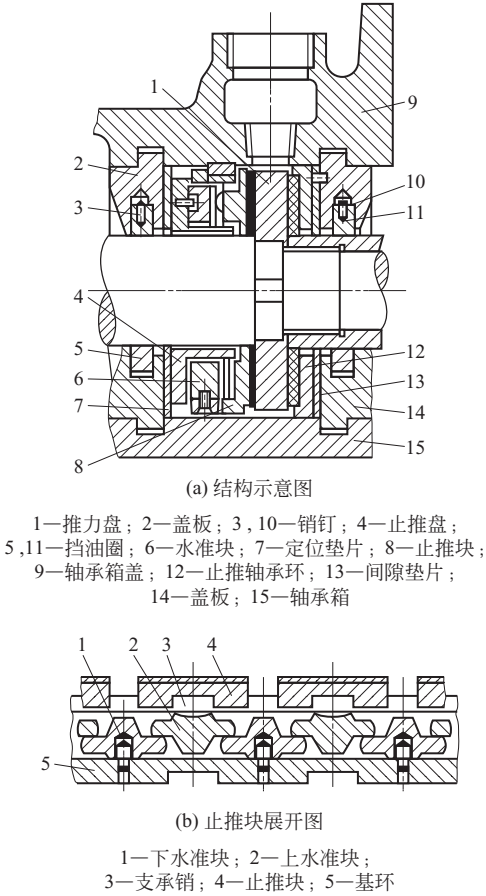 1
2
3
4
5
6
7
8
9
10
11
12
13
14
15
(a) 结构示意图
1—推力盘；2—盖板；3 , 10—销钉；4—止推盘；
5 ,11—挡油圈；6—水准块；7—定位垫片；8—止推块；
9—轴承箱盖；12—止推轴承环；13—间隙垫片；
14—盖板；15—轴承箱
1
2
3
4
5
(b) 止推块展开图
1—下水准块；2—上水准块；
3—支承销；4—止推块；5—基环